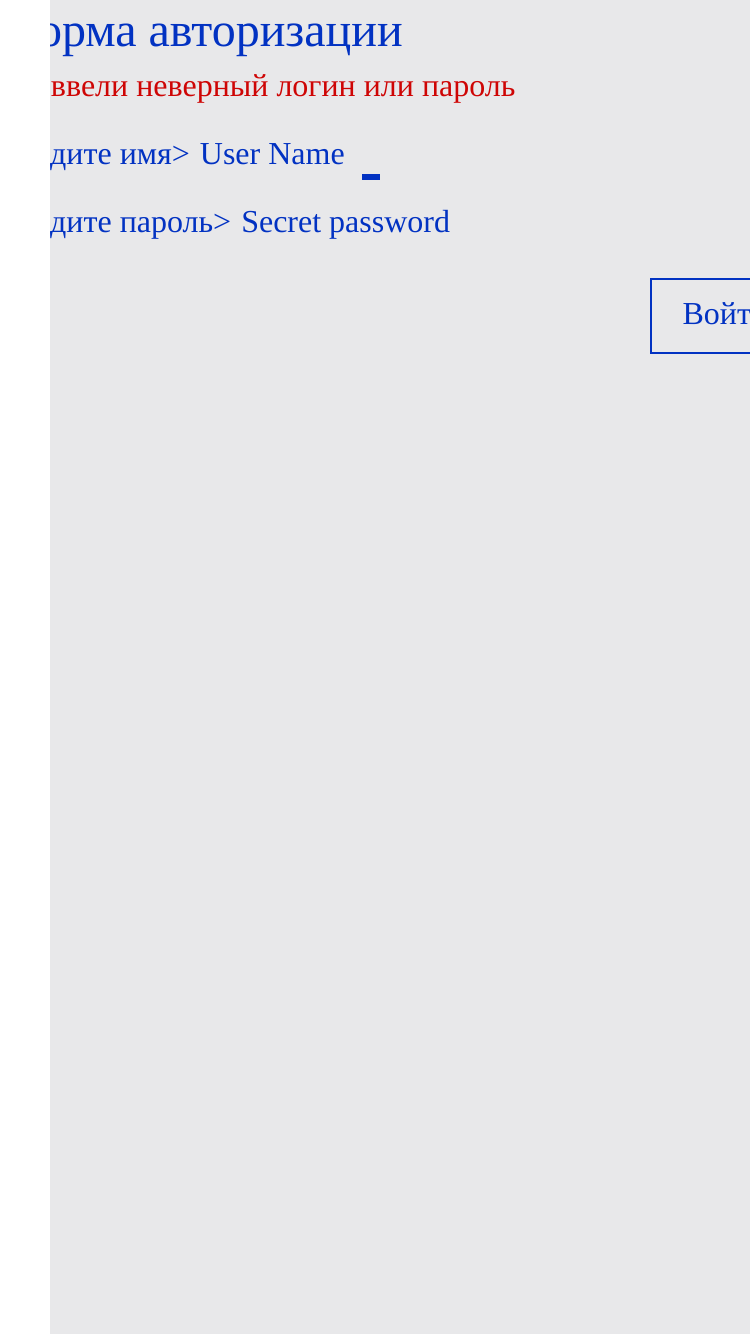 орма авторизации
ввели неверный логин или пароль
дите имя> User Name
дите пароль> Secret password
Войт